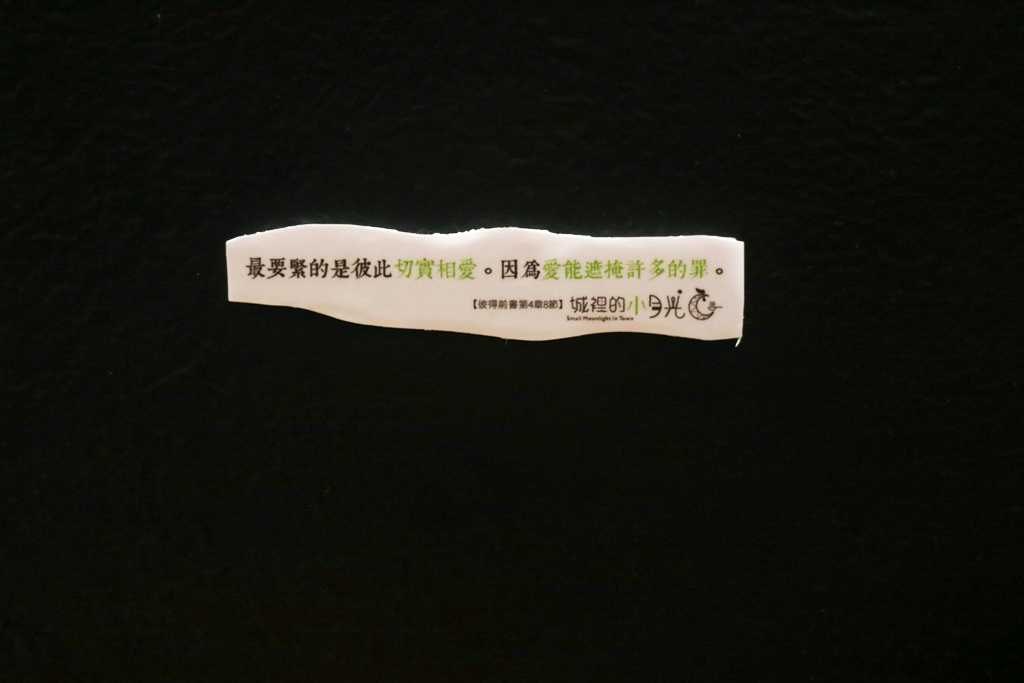 最要緊的是彼此切實相愛。因為愛能遮掩許多的罪。
【彼得前書第4章8節】 城裡的小月光
Small Moonlight In Town